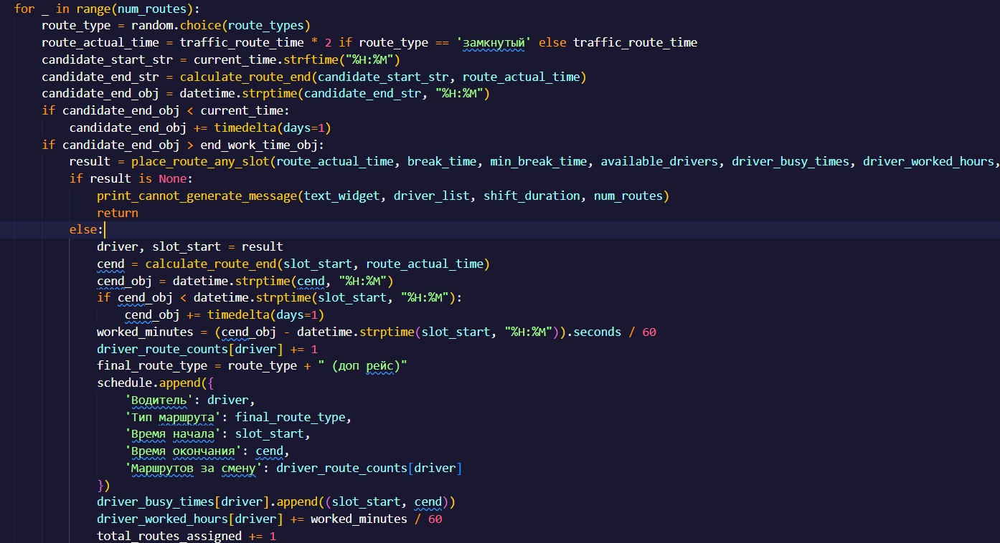 for _ in range(num_routes):
    route_type = random.choice(route_types)
    route_actual_time = traffic_route_time * 2 if route_type == 'замкнутый' else traffic_route_time
    candidate_start_str = current_time.strftime("%H:%M")
    candidate_end_str = calculate_route_end(candidate_start_str, route_actual_time)
    candidate_end_obj = datetime.strptime(candidate_end_str, "%H:%M")
    if candidate_end_obj < current_time:
        candidate_end_obj += timedelta(days=1)
    if candidate_end_obj > end_work_time_obj:
        result = place_route_any_slot(route_actual_time, break_time, min_break_time, available_drivers, driver_busy_times, driver_worked_hours,
        if result is None:
            print_cannot_generate_message(text_widget, driver_list, shift_duration, num_routes)
            return
        else:
            driver, slot_start = result
            cend = calculate_route_end(slot_start, route_actual_time)
            cend_obj = datetime.strptime(cend, "%H:%M")
            if cend_obj < datetime.strptime(slot_start, "%H:%M"):
                cend_obj += timedelta(days=1)
            worked_minutes = (cend_obj - datetime.strptime(slot_start, "%H:%M")).seconds / 60
            driver_route_counts[driver] += 1
            final_route_type = route_type + " (доп рейс)"
            schedule.append({
                'Водитель': driver,
                'Тип маршрута': final_route_type,
                'Время начала': slot_start,
                'Время окончания': cend,
                'Маршрутов за смену': driver_route_counts[driver]
            })
            driver_busy_times[driver].append((slot_start, cend))
            driver_worked_hours[driver] += worked_minutes / 60
            total_routes_assigned += 1